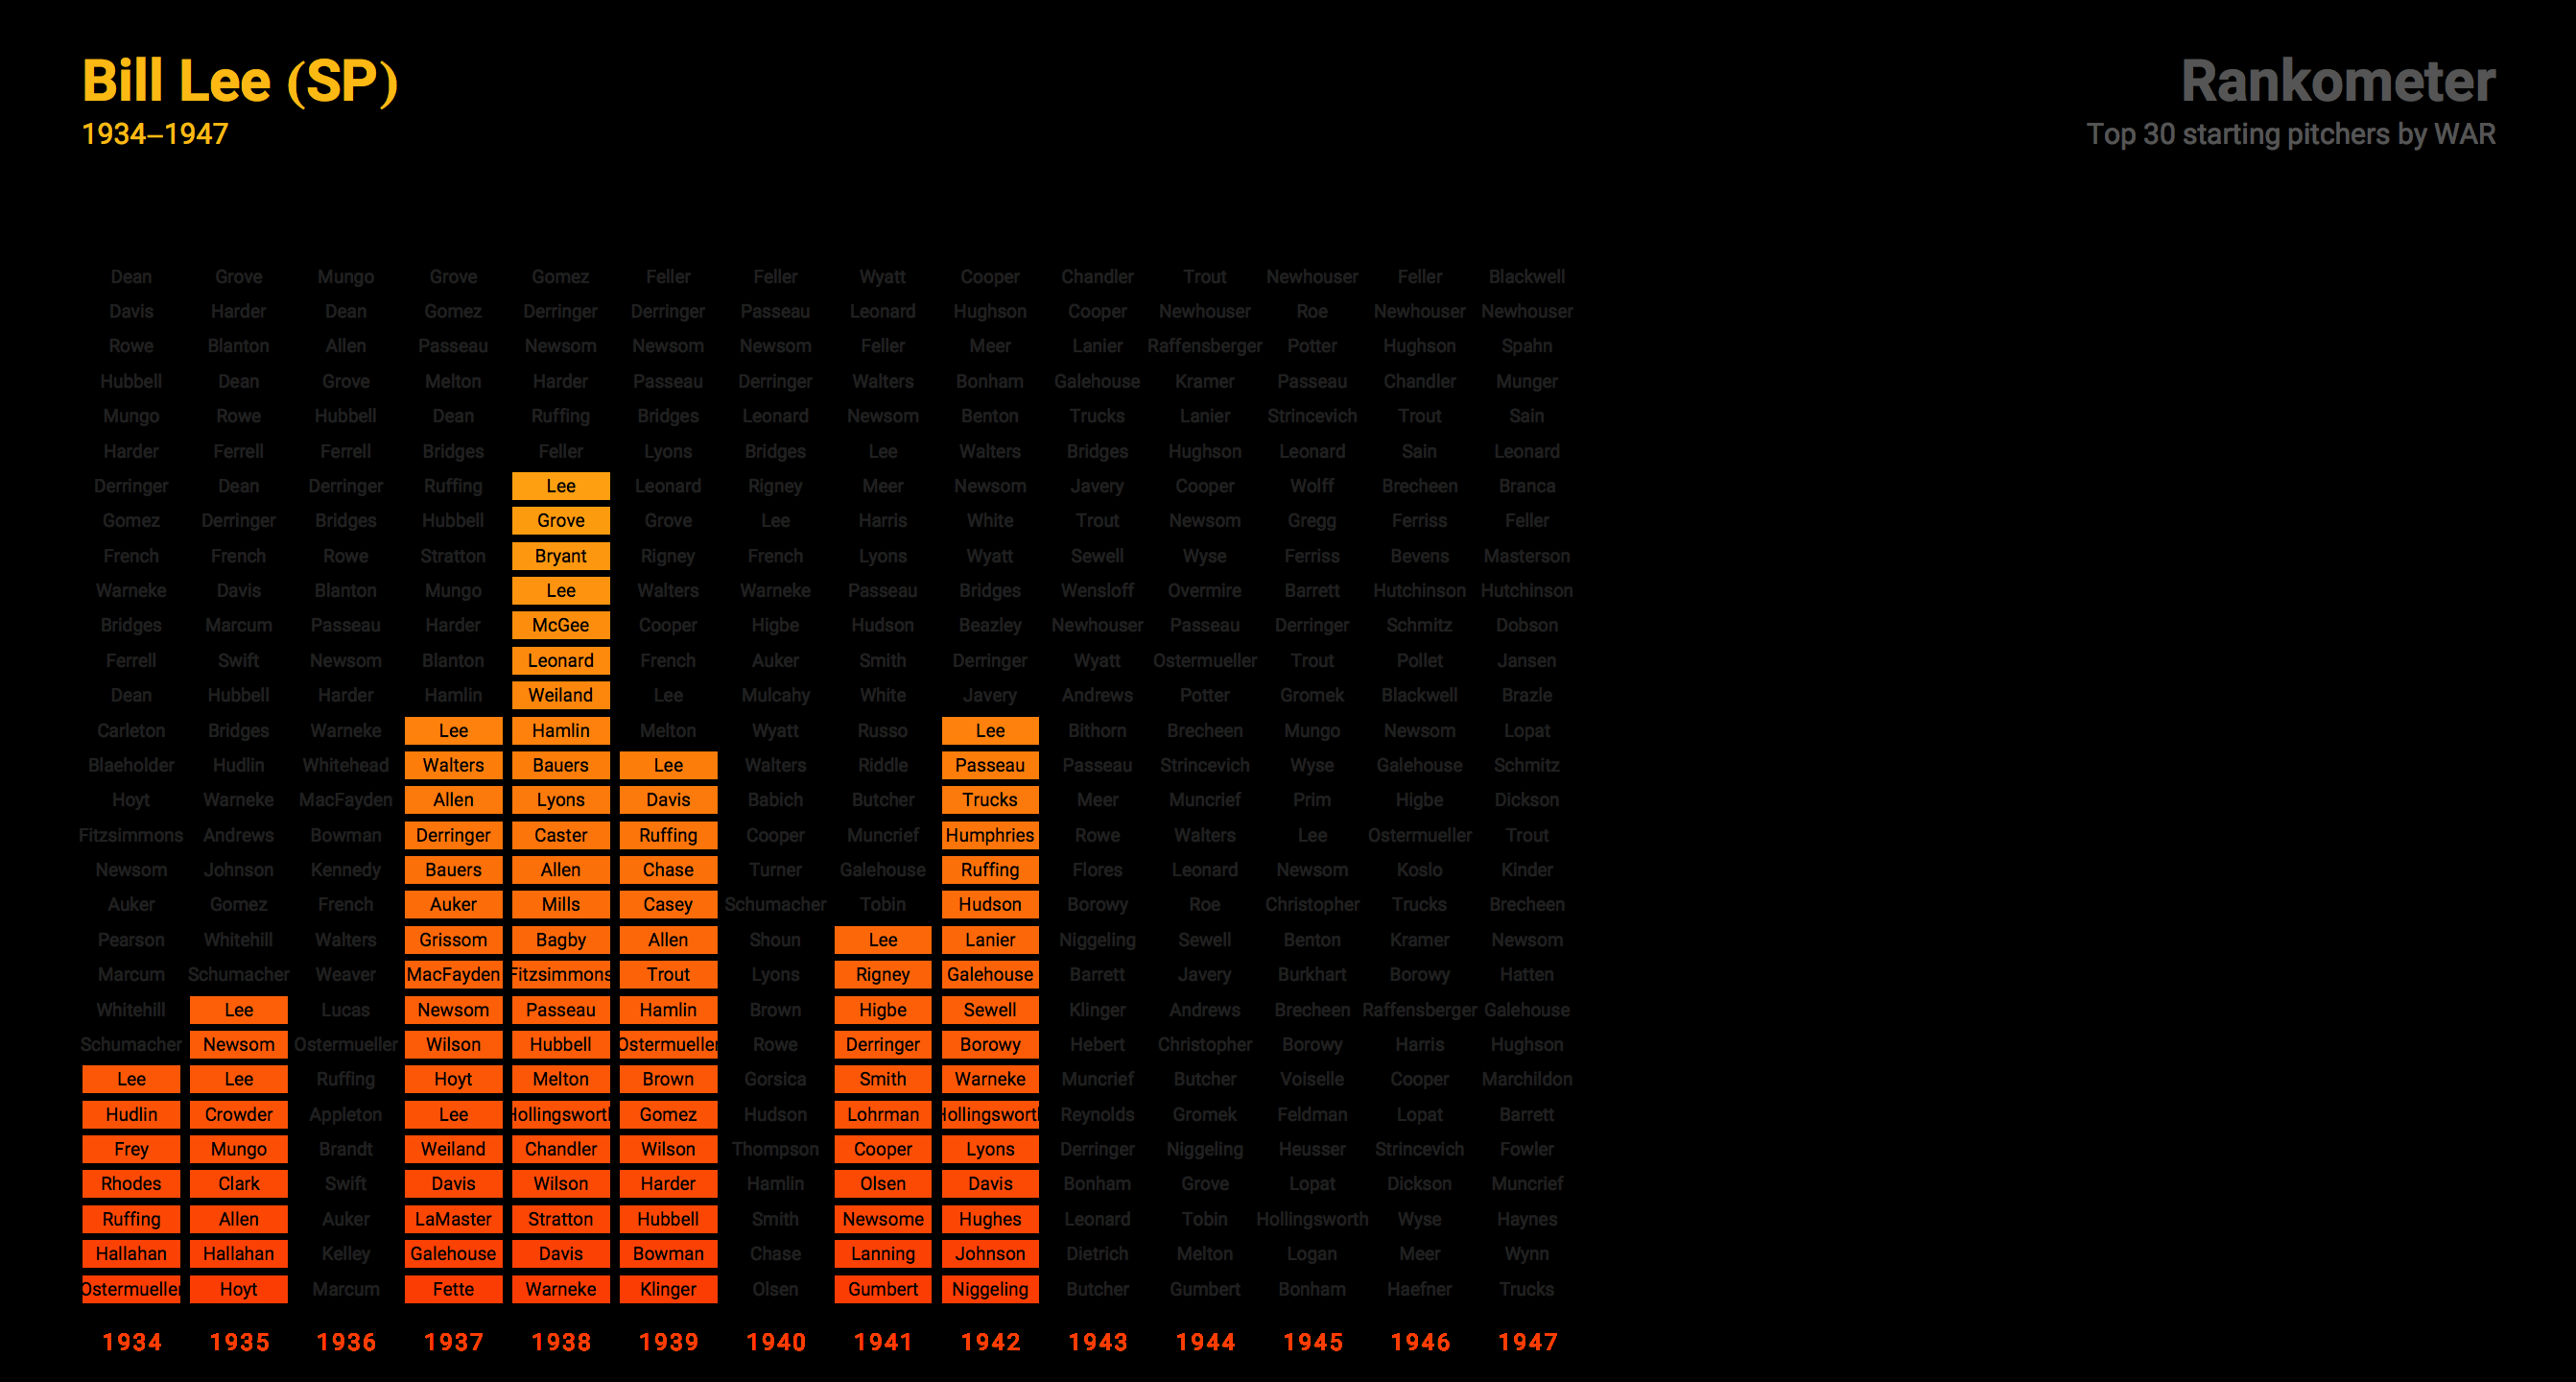 Bill Lee (SP)
1934–1947
Rankometer
Top 30 starting pitchers by WAR
Dean Grove Mungo Grove Gomez Feller Feller Wyatt Cooper Chandler Trout Newhouser Feller Blackwell
Davis Harder Dean Gomez Derringer Derringer Passeau Leonard Hughson Cooper Newhouser Roe Newhouser Newhouser
Rowe Blanton Allen Passeau Newsom Newsom Newsom Feller Meer Lanier Raffensberger Potter Hughson Spahn
Hubbell Dean Grove Melton Harder Passeau Derringer Walters Bonham Galehouse Kramer Passeau Chandler Munger
Mungo Rowe Hubbell Dean Ruffing Bridges Leonard Newsom Benton Trucks Lanier Strincevich Trout Sain
Harder Ferrell Ferrell Bridges Feller Lyons Bridges Lee Walters Bridges Hughson Leonard Sain Leonard
Derringer Dean Derringer Ruffing Lee Leonard Rigney Meer Newsom Javery Cooper Wolff Brecheen Branca
Gomez Derringer Bridges Hubbell Grove Grove Lee Harris White Trout Newsom Gregg Ferriss Feller
French French Rowe Stratton Bryant Rigney French Lyons Wyatt Sewell Wyse Ferriss Bevens Masterson
Warneke Davis Blanton Mungo Lee Walters Warneke Passeau Bridges Wensloff Overmire Barrett Hutchinson Hutchinson
Bridges Marcum Passeau Harder McGee Cooper Higbe Hudson Beazley Newhouser Passeau Derringer Schmitz Dobson
Ferrell Swift Newsom Blanton Leonard French Auker Smith Derringer Wyatt Ostermueller Trout Pollet Jansen
Dean Hubbell Harder Hamlin Weiland Lee Mulcahy White Javery Andrews Potter Gromek Blackwell Brazle
Carleton Bridges Warneke Lee Hamlin Melton Wyatt Russo Lee Bithorn Brecheen Mungo Newsom Lopat
Blaeholder Hudlin Whitehead Walters Bauers Lee Walters Riddle Passeau Passeau Strincevich Wyse Galehouse Schmitz
Hoyt Warneke MacFayden Allen Lyons Davis Babich Butcher Trucks Meer Muncrief Prim Higbe Dickson
Fitzsimmons Andrews Bowman Derringer Caster Ruffing Cooper Muncrief Humphries Rowe Walters Lee Ostermueller Trout
Newsom Johnson Kennedy Bauers Allen Chase Turner Galehouse Ruffing Flores Leonard Newsom Koslo Kinder
Auker Gomez French Auker Mills Casey Schumacher Tobin Hudson Borowy Roe Christopher Trucks Brecheen
Pearson Whitehill Walters Grissom Bagby Allen Shoun Lee Lanier Niggeling Sewell Benton Kramer Newsom
Marcum Schumacher Weaver MacFayden Fitzsimmons Trout Lyons Rigney Galehouse Barrett Javery Burkhart Borowy Hatten
Whitehill Lee Lucas Newsom Passeau Hamlin Brown Higbe Sewell Klinger Andrews Brecheen Raffensberger Galehouse
Schumacher Newsom Ostermueller Wilson Hubbell Ostermueller Rowe Derringer Borowy Hebert Christopher Borowy Harris Hughson
Lee Lee Ruffing Hoyt Melton Brown Gorsica Smith Warneke Muncrief Butcher Voiselle Cooper Marchildon
Hudlin Crowder Appleton Lee Hollingsworth Gomez Hudson Lohrman Hollingsworth Reynolds Gromek Feldman Lopat Barrett
Frey Mungo Brandt Weiland Chandler Wilson Thompson Cooper Lyons Derringer Niggeling Heusser Strincevich Fowler
Rhodes Clark Swift Davis Wilson Harder Hamlin Olsen Davis Bonham Grove Lopat Dickson Muncrief
Ruffing Allen Auker LaMaster Stratton Hubbell Smith Newsome Hughes Leonard Tobin Hollingsworth Wyse Haynes
Hallahan Hallahan Kelley Galehouse Davis Bowman Chase Lanning Johnson Dietrich Melton Logan Meer Wynn
Ostermueller Hoyt Marcum Fette Warneke Klinger Olsen Gumbert Niggeling Butcher Gumbert Bonham Haefner Trucks
1934 1935 1936 1937 1938 1939 1940 1941 1942 1943 1944 1945 1946 1947